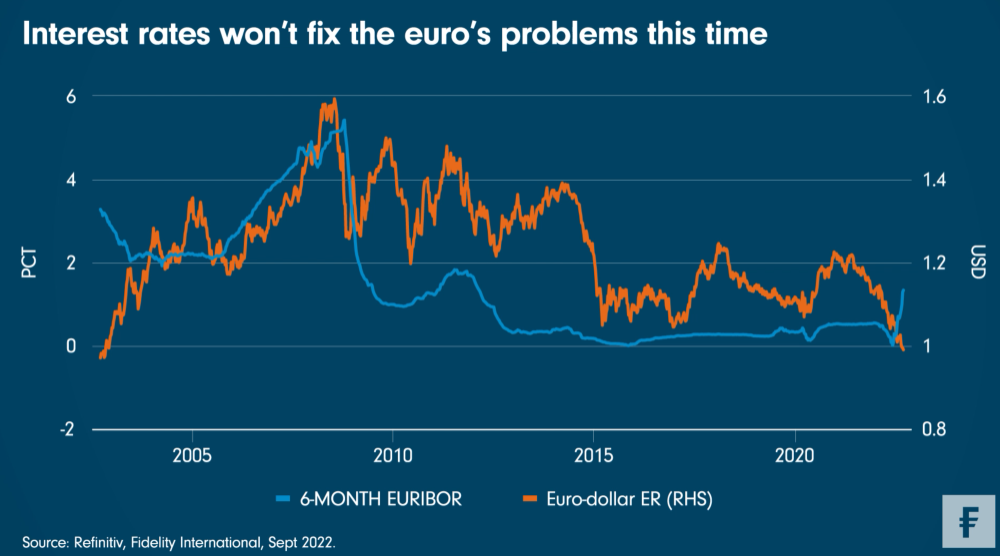 Interest rates won't fix the euro's problems this time
6 1.6
4 1.4
PCT 2 1.2 USD
0 1
-2 0.8
2005 2010 2015 2020
6-MONTH EURIBOR Euro-dollar ER (RHS)
Source: Refinitiv, Fidelity International, Sept 2022.
F